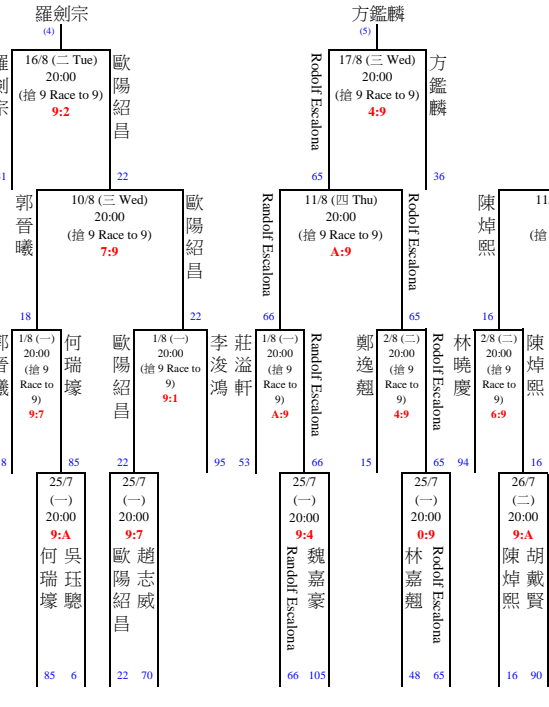 羅劍宗
方鑑麟
(4)
(5)
羅劍宗
16/8 (二 Tue)
20:00
(搶 9 Race to 9)
9:2
歐陽紹昌
Rodolf Escalona
17/8 (三 Wed)
20:00
(搶 9 Race to 9)
4:9
方鑑麟
22
65
36
郭晉曦
10/8 (三 Wed)
20:00
(搶 9 Race to 9)
7:9
歐陽紹昌
Randolf Escalona
11/8 (四 Thu)
20:00
(搶 9 Race to 9)
A:9
Rodolf Escalona
陳焯熙
11
(搶
18
22
66
65
16
郭晉曦
1/8 (一)
20:00
(搶 9
Race to
9)
9:7
何瑞壕
歐陽紹昌
1/8 (一)
20:00
(搶 9 Race to
9)
9:1
李浚鴻
莊溢軒
1/8 (一)
20:00
(搶 9
Race to
9)
A:9
Randolf Escalona
鄭逸翹
2/8 (二)
20:00
(搶 9
Race to
9)
4:9
Rodolf Escalona
林曉慶
2/8 (二)
20:00
(搶 9
Race to
9)
6:9
陳焯熙
8
85
22
95
53
66
15
65
94
16
25/7
(一)
20:00
9:A
何瑞壕
吳珏驄
25/7
(一)
20:00
9:7
歐陽紹昌
趙志威
25/7
(一)
20:00
9:4
Randolf Escalona
魏嘉豪
25/7
(一)
20:00
0:9
林嘉翹
Rodolf Escalona
26/7
(二)
20:00
9:A
陳焯熙
胡戴賢
85
6
22
70
66
105
48
65
16
90